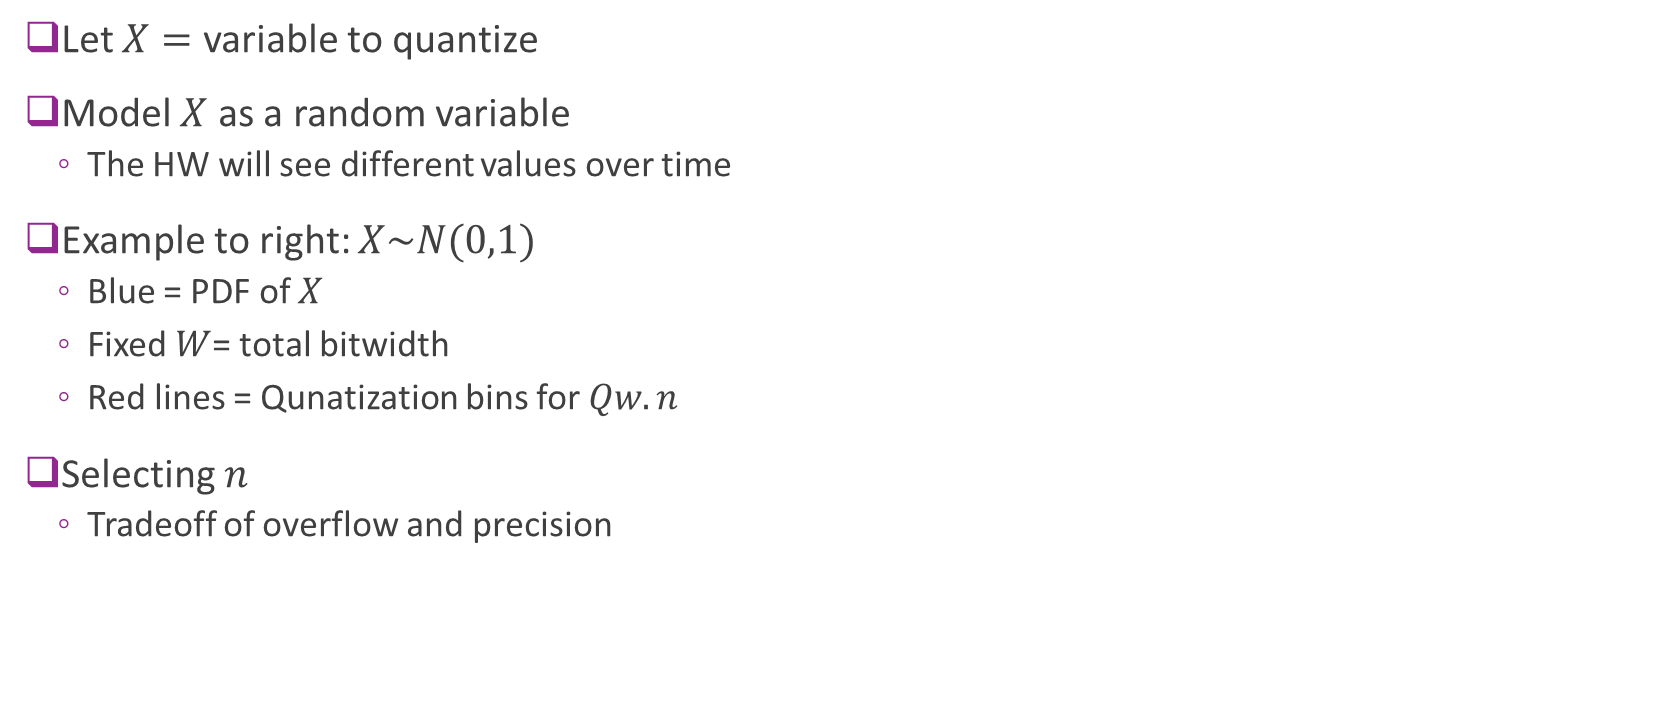 Let X = variable to quantize
Model X as a random variable
The HW will see different values over time
Example to right: X~N(0,1)
Blue = PDF of X
Fixed W= total bitwidth
Red lines = Qunatization bins for Qw.n
Selecting n
Tradeoff of overflow and precision